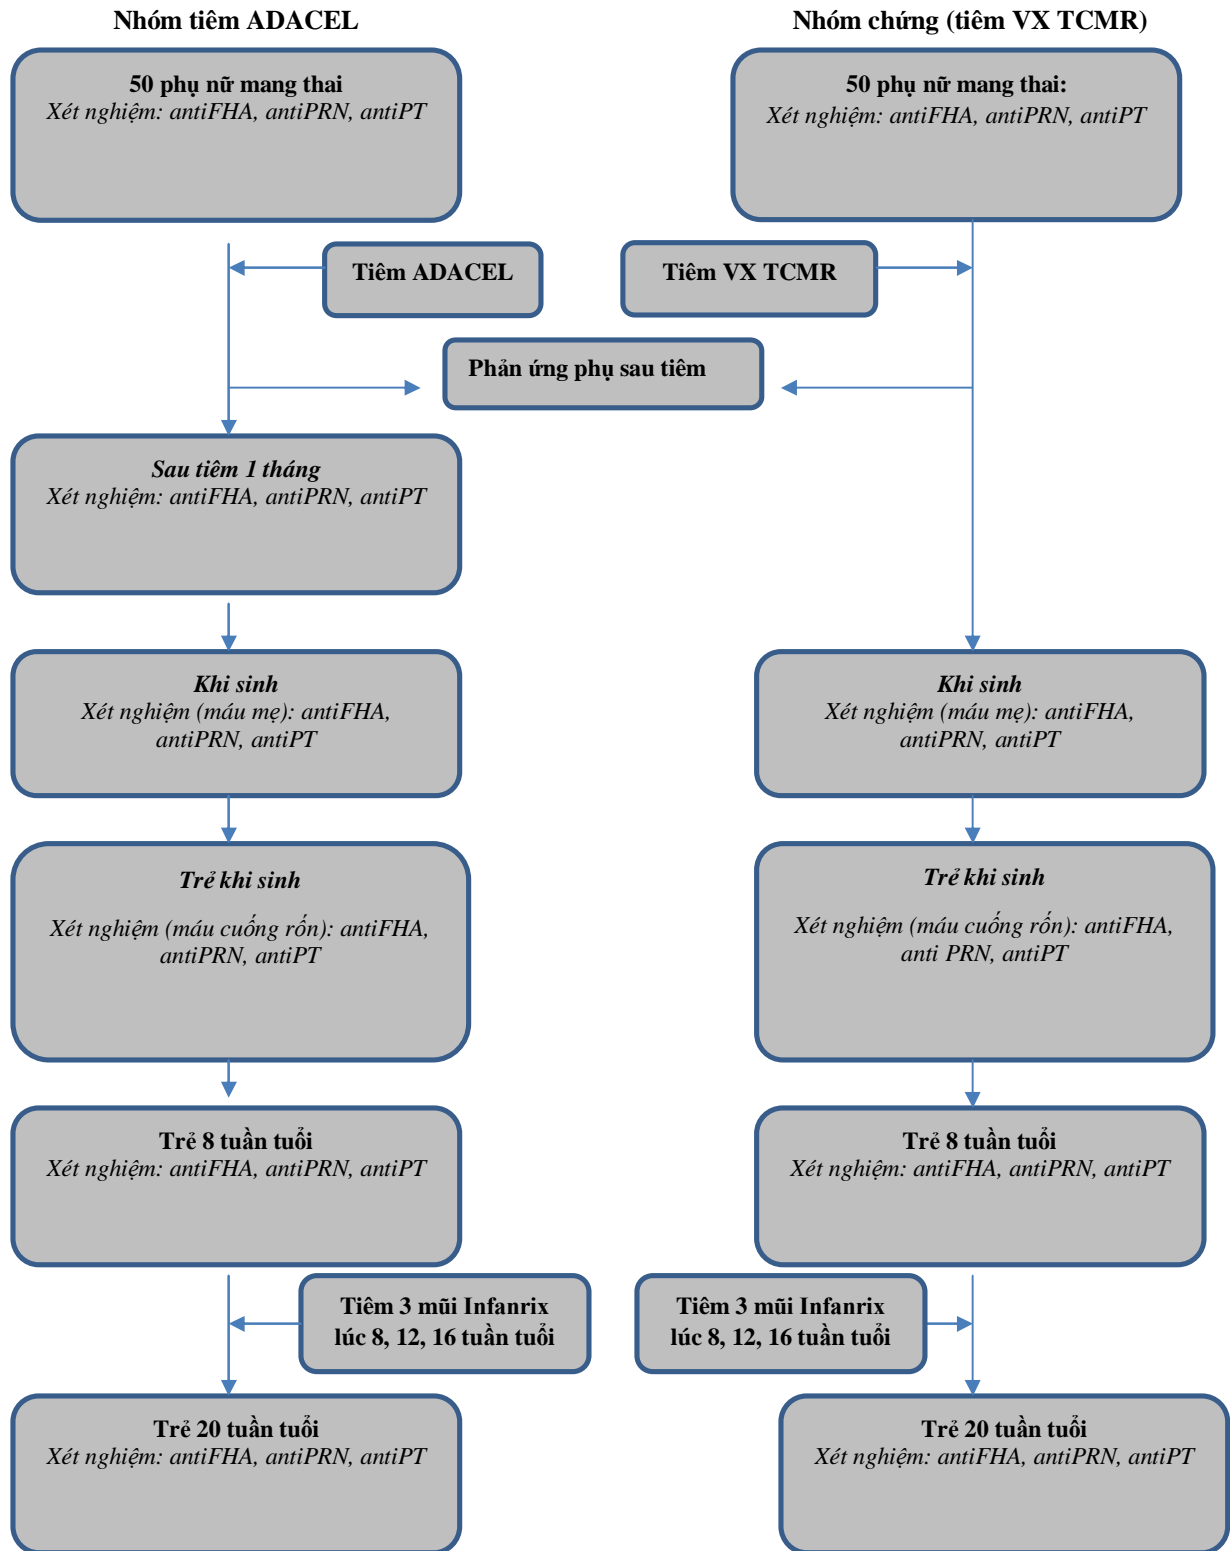 Nhóm tiêm ADACEL
Nhóm chứng (tiêm VX TCMR)
50 phụ nữ mang thai
Xét nghiệm: antiFHA, antiPRN, antiPT
50 phụ nữ mang thai:
Xét nghiệm: antiFHA, antiPRN, antiPT
Tiêm ADACEL
Tiêm VX TCMR
Phản ứng phụ sau tiêm
Sau tiêm 1 tháng
Xét nghiệm: antiFHA, antiPRN, antiPT
Khi sinh
Xét nghiệm (máu mẹ): antiFHA,
antiPRN, antiPT
Khi sinh
Xét nghiệm (máu mẹ): antiFHA,
antiPRN, antiPT
Trẻ khi sinh
Xét nghiệm (máu cuống rốn): antiFHA,
antiPRN, antiPT
Trẻ khi sinh
Xét nghiệm (máu cuống rốn): antiFHA,
anti PRN, antiPT
Trẻ 8 tuần tuổi
Xét nghiệm: antiFHA, antiPRN, antiPT
Trẻ 8 tuần tuổi
Xét nghiệm: antiFHA, antiPRN, antiPT
Tiêm 3 mũi Infanrix
lúc 8, 12, 16 tuần tuổi
Tiêm 3 mũi Infanrix
lúc 8, 12, 16 tuần tuổi
Trẻ 20 tuần tuổi
Xét nghiệm: antiFHA, antiPRN, antiPT
Trẻ 20 tuần tuổi
Xét nghiệm: antiFHA, antiPRN, antiPT